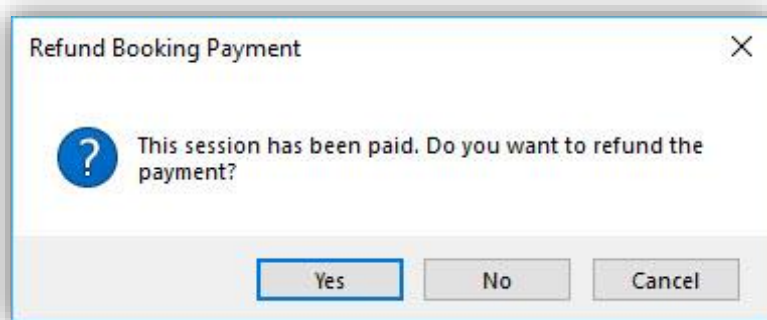 Refund Booking Payment
This session has been paid. Do you want to refund the
payment?
Yes
No
Cancel